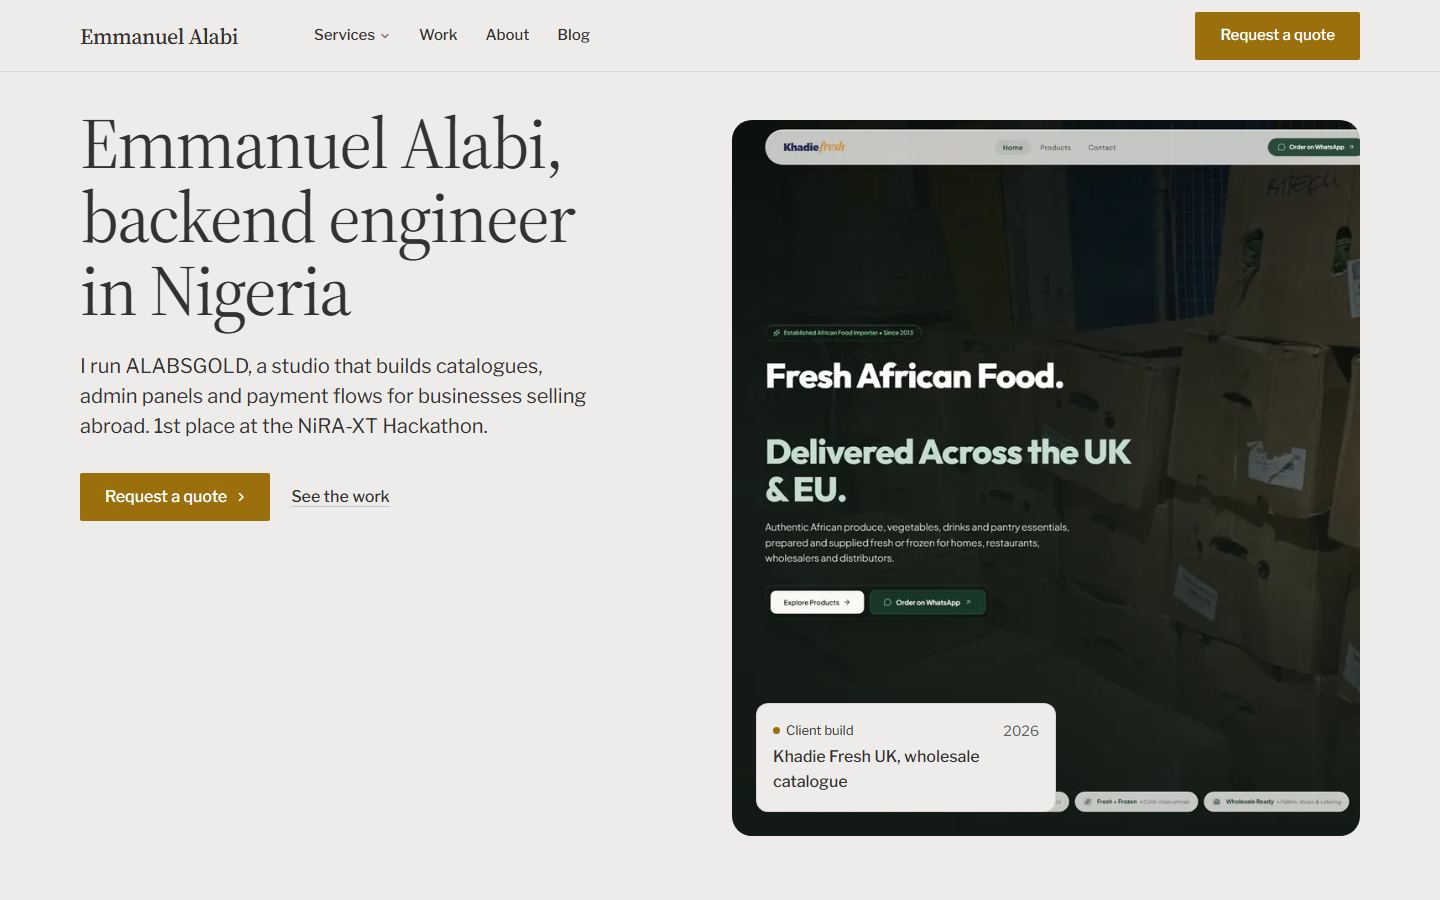 Emmanuel Alabi
Services
Work
About
Blog
Request a quote
Emmanuel Alabi,
backend engineer
in Nigeria
I run ALABSGOLD, a studio that builds catalogues,
admin panels and payment flows for businesses selling
abroad. 1st place at the NiRA-XT Hackathon.
Request a quote
See the work
Khadie fresh
Home
Products
Contact
Order on WhatsApp
Established African Food Importer • Since 2013
Fresh African Food.
Delivered Across the UK
& EU.
Authentic African produce, vegetables, drinks and pantry essentials,
prepared and supplied fresh or frozen for homes, restaurants,
wholesalers and distributors.
Explore Products
Order on WhatsApp
Client build
2026
Khadie Fresh UK, wholesale
catalogue
Fresh + Frozen
Wholesale Ready • Pallets, shops & catering